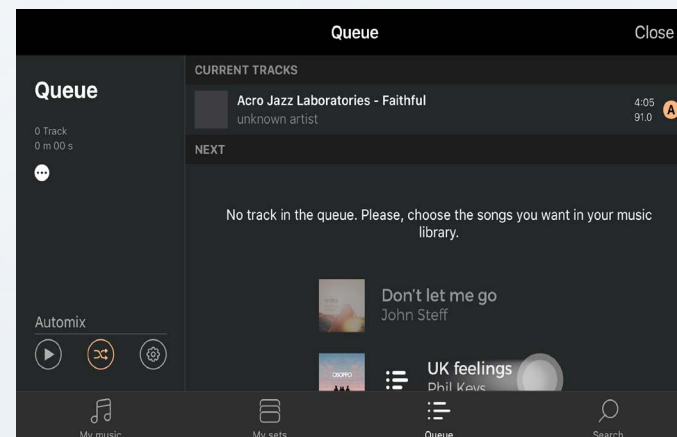 Queue
Close
Queue
0 Track
0 m 00 s
CURRENT TRACKS
Acro Jazz Laboratories - Faithful
unknown artist
4:05
91.0
A
NEXT
No track in the queue. Please, choose the songs you want in your music
library.
Don't let me go
John Steff
OSOPPO
UK feelings
Phil Keys
Automix
My music
My sets
Queue
Search